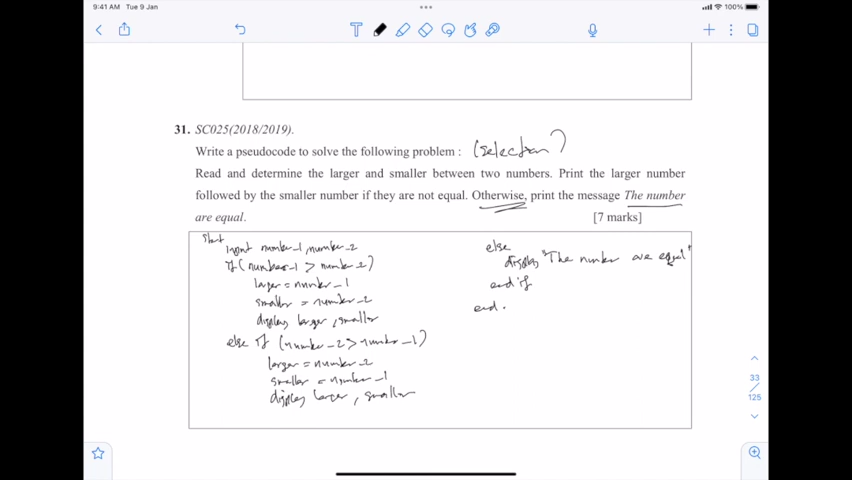 9:41 AM Tue 9 Jan
100%
31. SC025(2018/2019).
Write a pseudocode to solve the following problem : (selection)
Read and determine the larger and smaller between two numbers. Print the larger number
followed by the smaller number if they are not equal. Otherwise, print the message The number
are equal. [7 marks]
start
input number_1, number_2
if (number_1 > number_2)
larger = number_1
smaller = number_2
display larger, smaller
else if (number_2 > number_1)
larger = number_2
smaller = number_1
display larger, smaller
else
display "The number are equal"
end if
end.
33
125